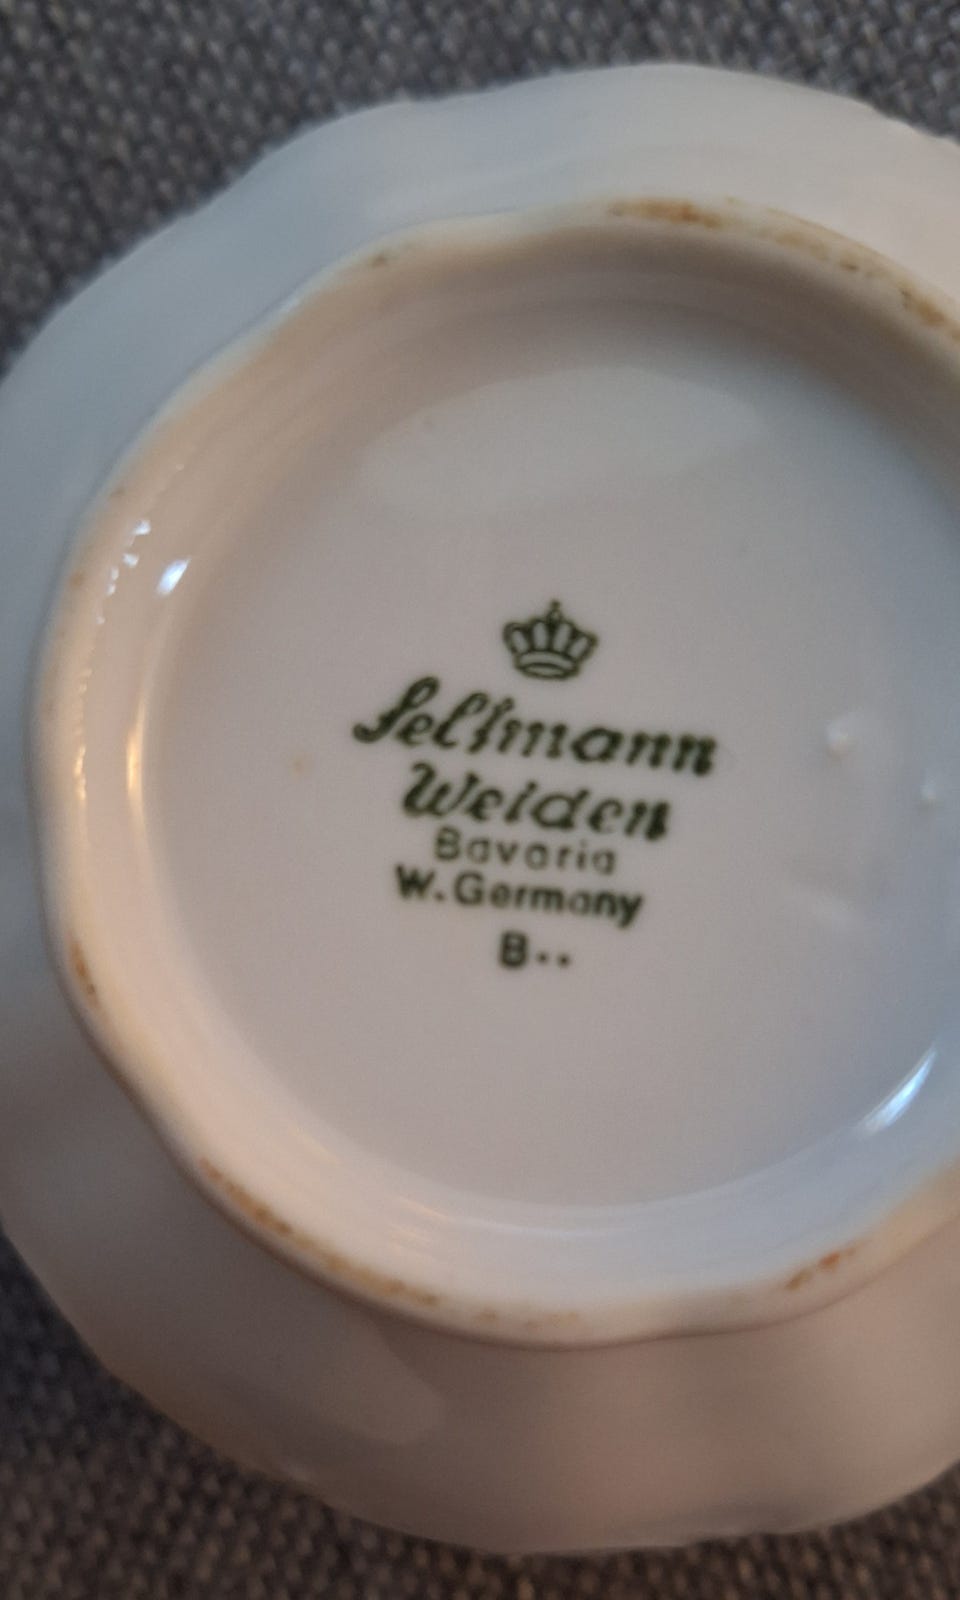 Seltmann
Weiden
Bavaria
W. Germany
B··